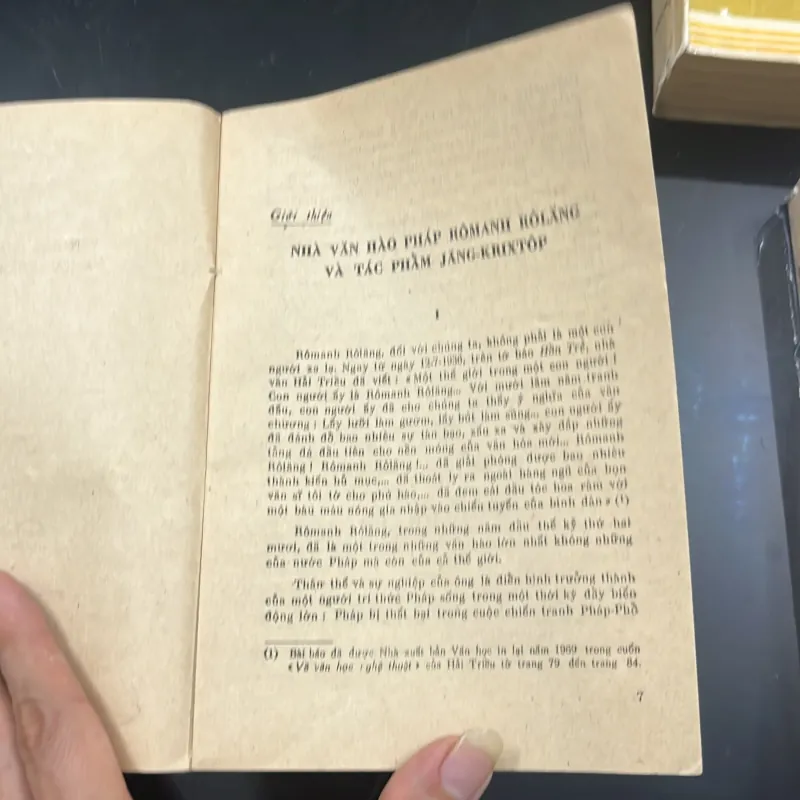 Giới thiệu
NHÀ VĂN HÀO PHÁP RÔMANH RÔLĂNG
VÀ TÁC PHẨM JĂNG-KRIXTÔP
I
Rômanh Rôlăng, đối với chúng ta, không phải là một con
người xa lạ. Ngay từ ngày 12-7-1936, trên tờ báo Hồn Trẻ, nhà
văn Hải Triều đã viết : «Một thế giới trong một con người !
Con người ấy là Rômanh Rôlăng... Với mười lăm năm tranh
đấu, con người ấy đã cho chúng ta thấy ý nghĩa của văn
chương : Lấy lưỡi làm gươm, lấy bút làm súng... con người ấy
đã đánh đổ bao nhiêu sự tàn bạo, xấu xa và xây đắp những
tảng đá đầu tiên cho nền móng của văn hóa mới... Rômanh
Rôlăng ! Rômanh Rôlăng !... đã giải phóng được bao nhiêu
thành kiến hủ mục,... đã thoát ly ra ngoài hàng ngũ của bọn
văn sĩ tôi tớ cho phú hào,... đã đem cái đầu tóc hoa râm với
một bầu máu nóng gia nhập vào chiến tuyến của bình dân» (1)
Rômanh Rôlăng, trong những năm đầu thế kỷ thứ hai
mươi, đã là một trong những văn hào lớn nhất không những
của nước Pháp mà còn của cả thế giới.
Thân thế và sự nghiệp của ông là điển hình trưởng thành
của một người trí thức Pháp sống trong một thời kỳ đầy biến
động lớn : Pháp bị thất bại trong cuộc chiến tranh Pháp-Phổ
(1) Bài báo đã được Nhà xuất bản Văn học in lại năm 1969 trong cuốn
«Về văn học nghệ thuật» của Hải Triều từ trang 79 đến trang 84.
7